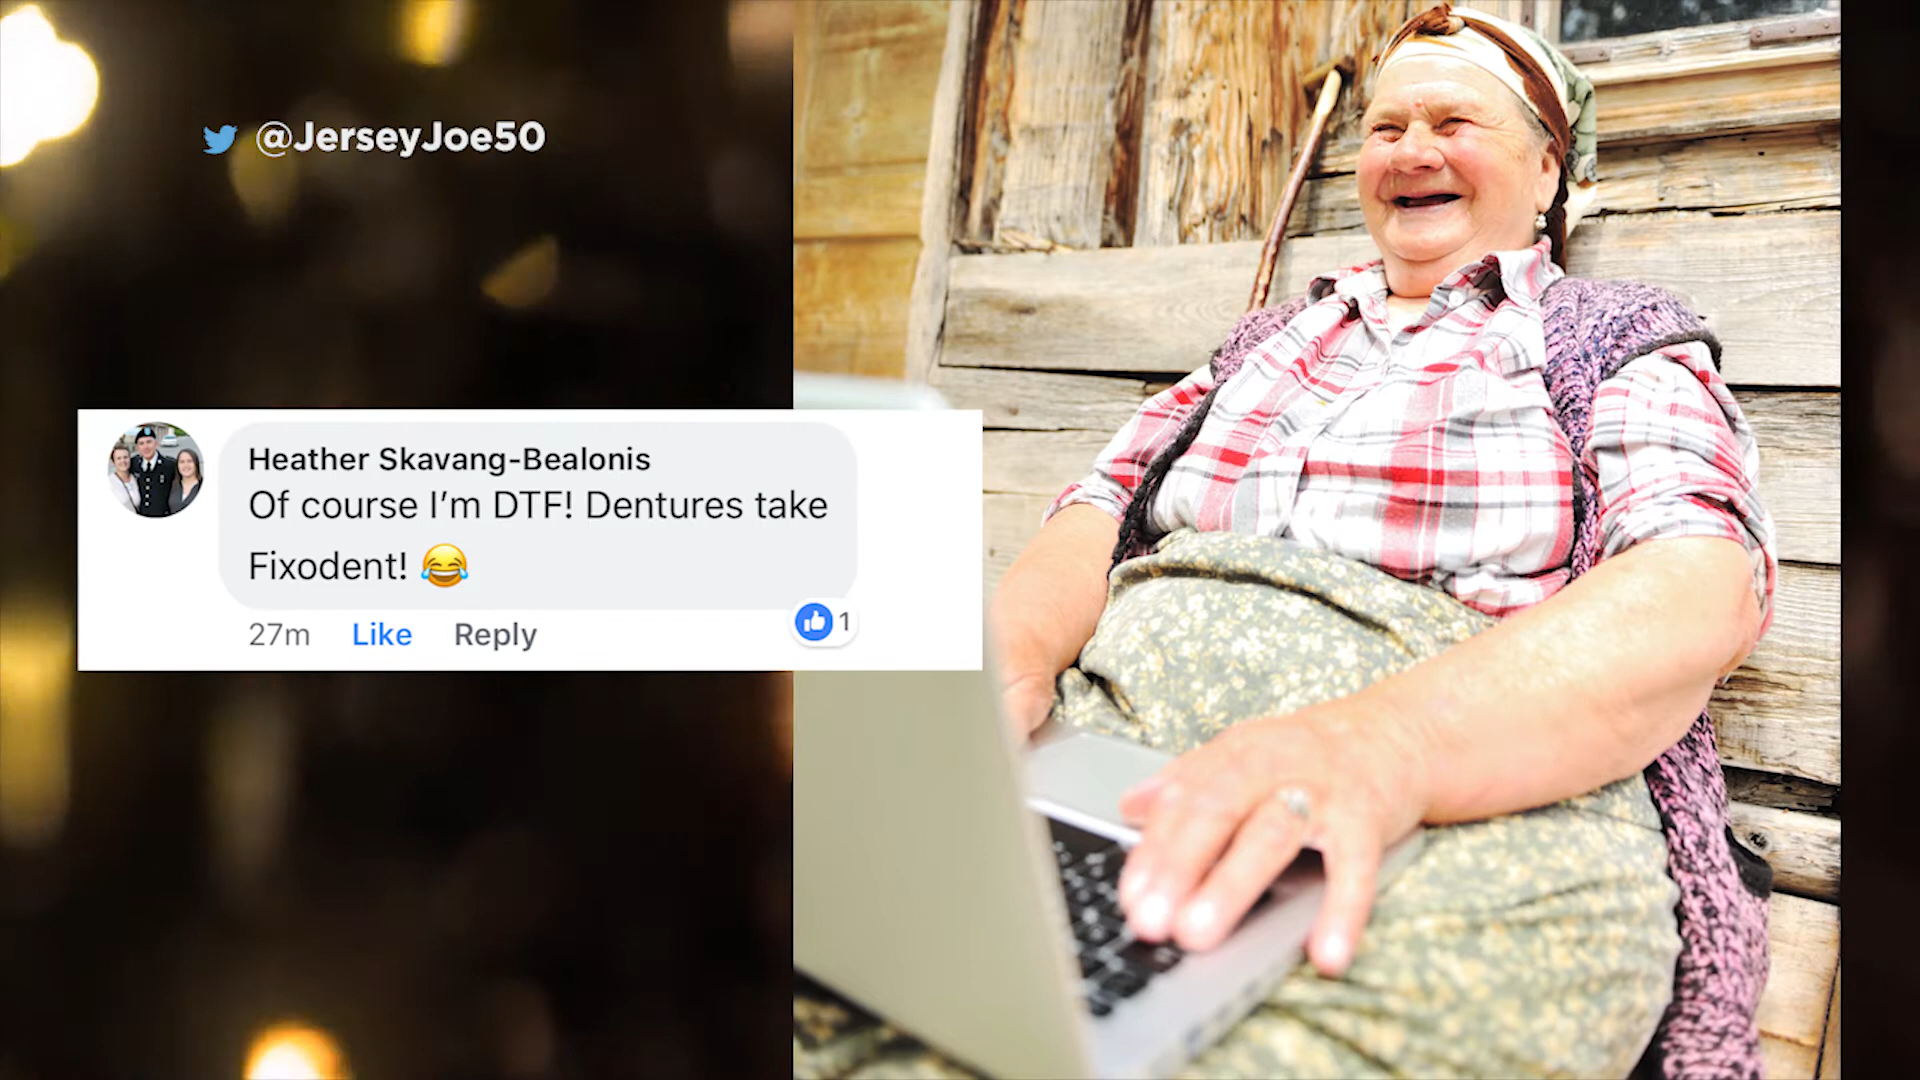 @JerseyJoe50
Heather Skavang-Bealonis
Of course I'm DTF! Dentures take
Fixodent! 😂
27m Like Reply 1